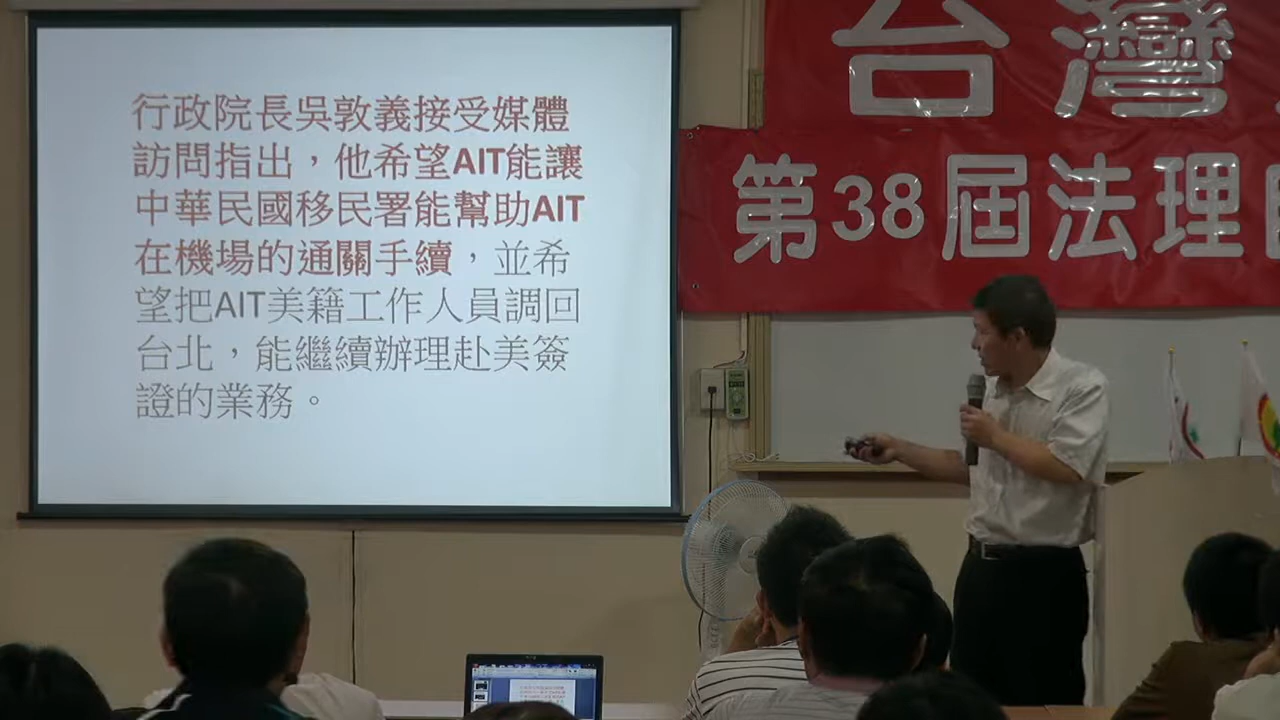 行政院長吳敦義接受媒體
訪問指出，他希望AIT能讓
中華民國移民署能幫助AIT
在機場的通關手續，並希
望把AIT美籍工作人員調回
台北，能繼續辦理赴美簽
證的業務。
台灣
第38屆法理